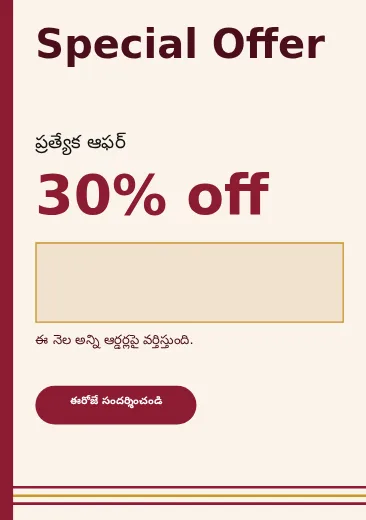 Special Offer
ప్రత్యేక ఆఫర్
30% off
ఈ నెల అన్ని ఆర్డర్లపై వర్తిస్తుంది.
ఈరోజే సందర్శించండి